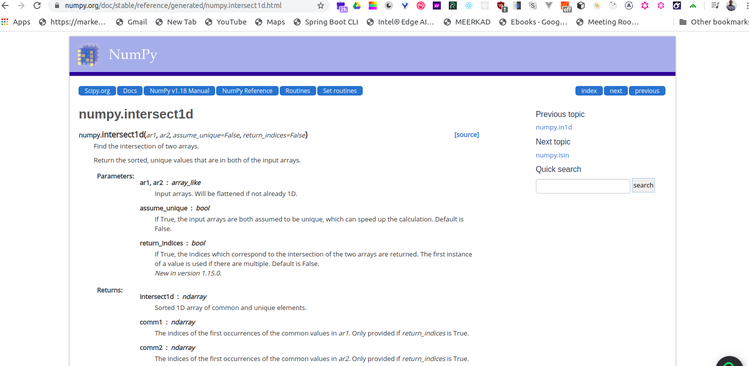 numpy.org/doc/stable/reference/generated/numpy.intersect1d.html
Apps https://marke... Gmail New Tab YouTube Maps Spring Boot CLI Intel® Edge AI... MEERKAD Ebooks - Goog... Meeting Roo... Other bookmarks
NumPy
Scipy.org Docs NumPy v1.18 Manual NumPy Reference Routines Set routines index next previous
numpy.intersect1d
numpy.intersect1d(ar1, ar2, assume_unique=False, return_indices=False) [source]
Find the intersection of two arrays.
Return the sorted, unique values that are in both of the input arrays.
Parameters:
ar1, ar2 : array_like
Input arrays. Will be flattened if not already 1D.
assume_unique : bool
If True, the input arrays are both assumed to be unique, which can speed up the calculation. Default is
False.
return_indices : bool
If True, the indices which correspond to the intersection of the two arrays are returned. The first instance
of a value is used if there are multiple. Default is False.
New in version 1.15.0.
Returns:
intersect1d : ndarray
Sorted 1D array of common and unique elements.
comm1 : ndarray
The indices of the first occurrences of the common values in ar1. Only provided if return_indices is True.
comm2 : ndarray
The indices of the first occurrences of the common values in ar2. Only provided if return_indices is True.
Previous topic
numpy.in1d
Next topic
numpy.isin
Quick search
search